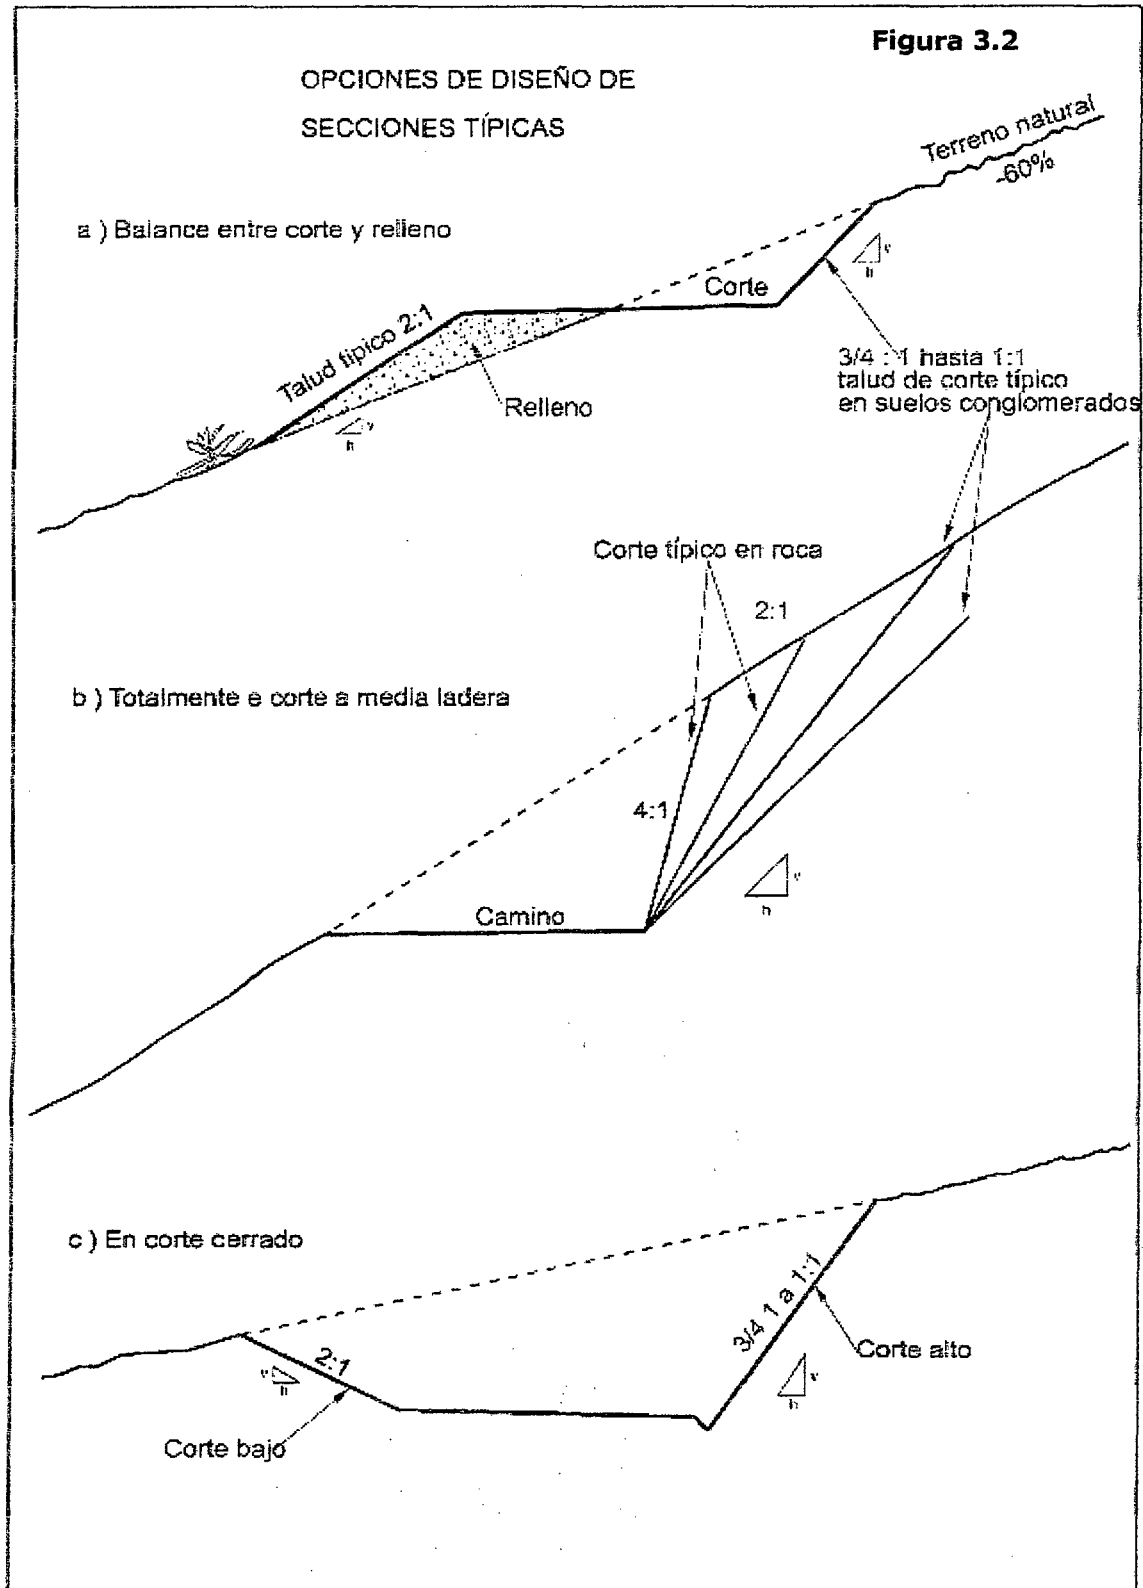 Figura 3.2
OPCIONES DE DISEÑO DE
SECCIONES TÍPICAS
Terreno natural
-60%
a ) Balance entre corte y relleno
v
h
Corte
Talud típico 2:1
3/4 : 1 hasta 1:1
talud de corte típico
en suelos conglomerados
Relleno
v
h
Corte típico en roca
2:1
b ) Totalmente e corte a media ladera
4:1
v
h
Camino
c ) En corte cerrado
3/4 1 a 1:1
2:1
Corte alto
v
h
v
h
Corte bajo